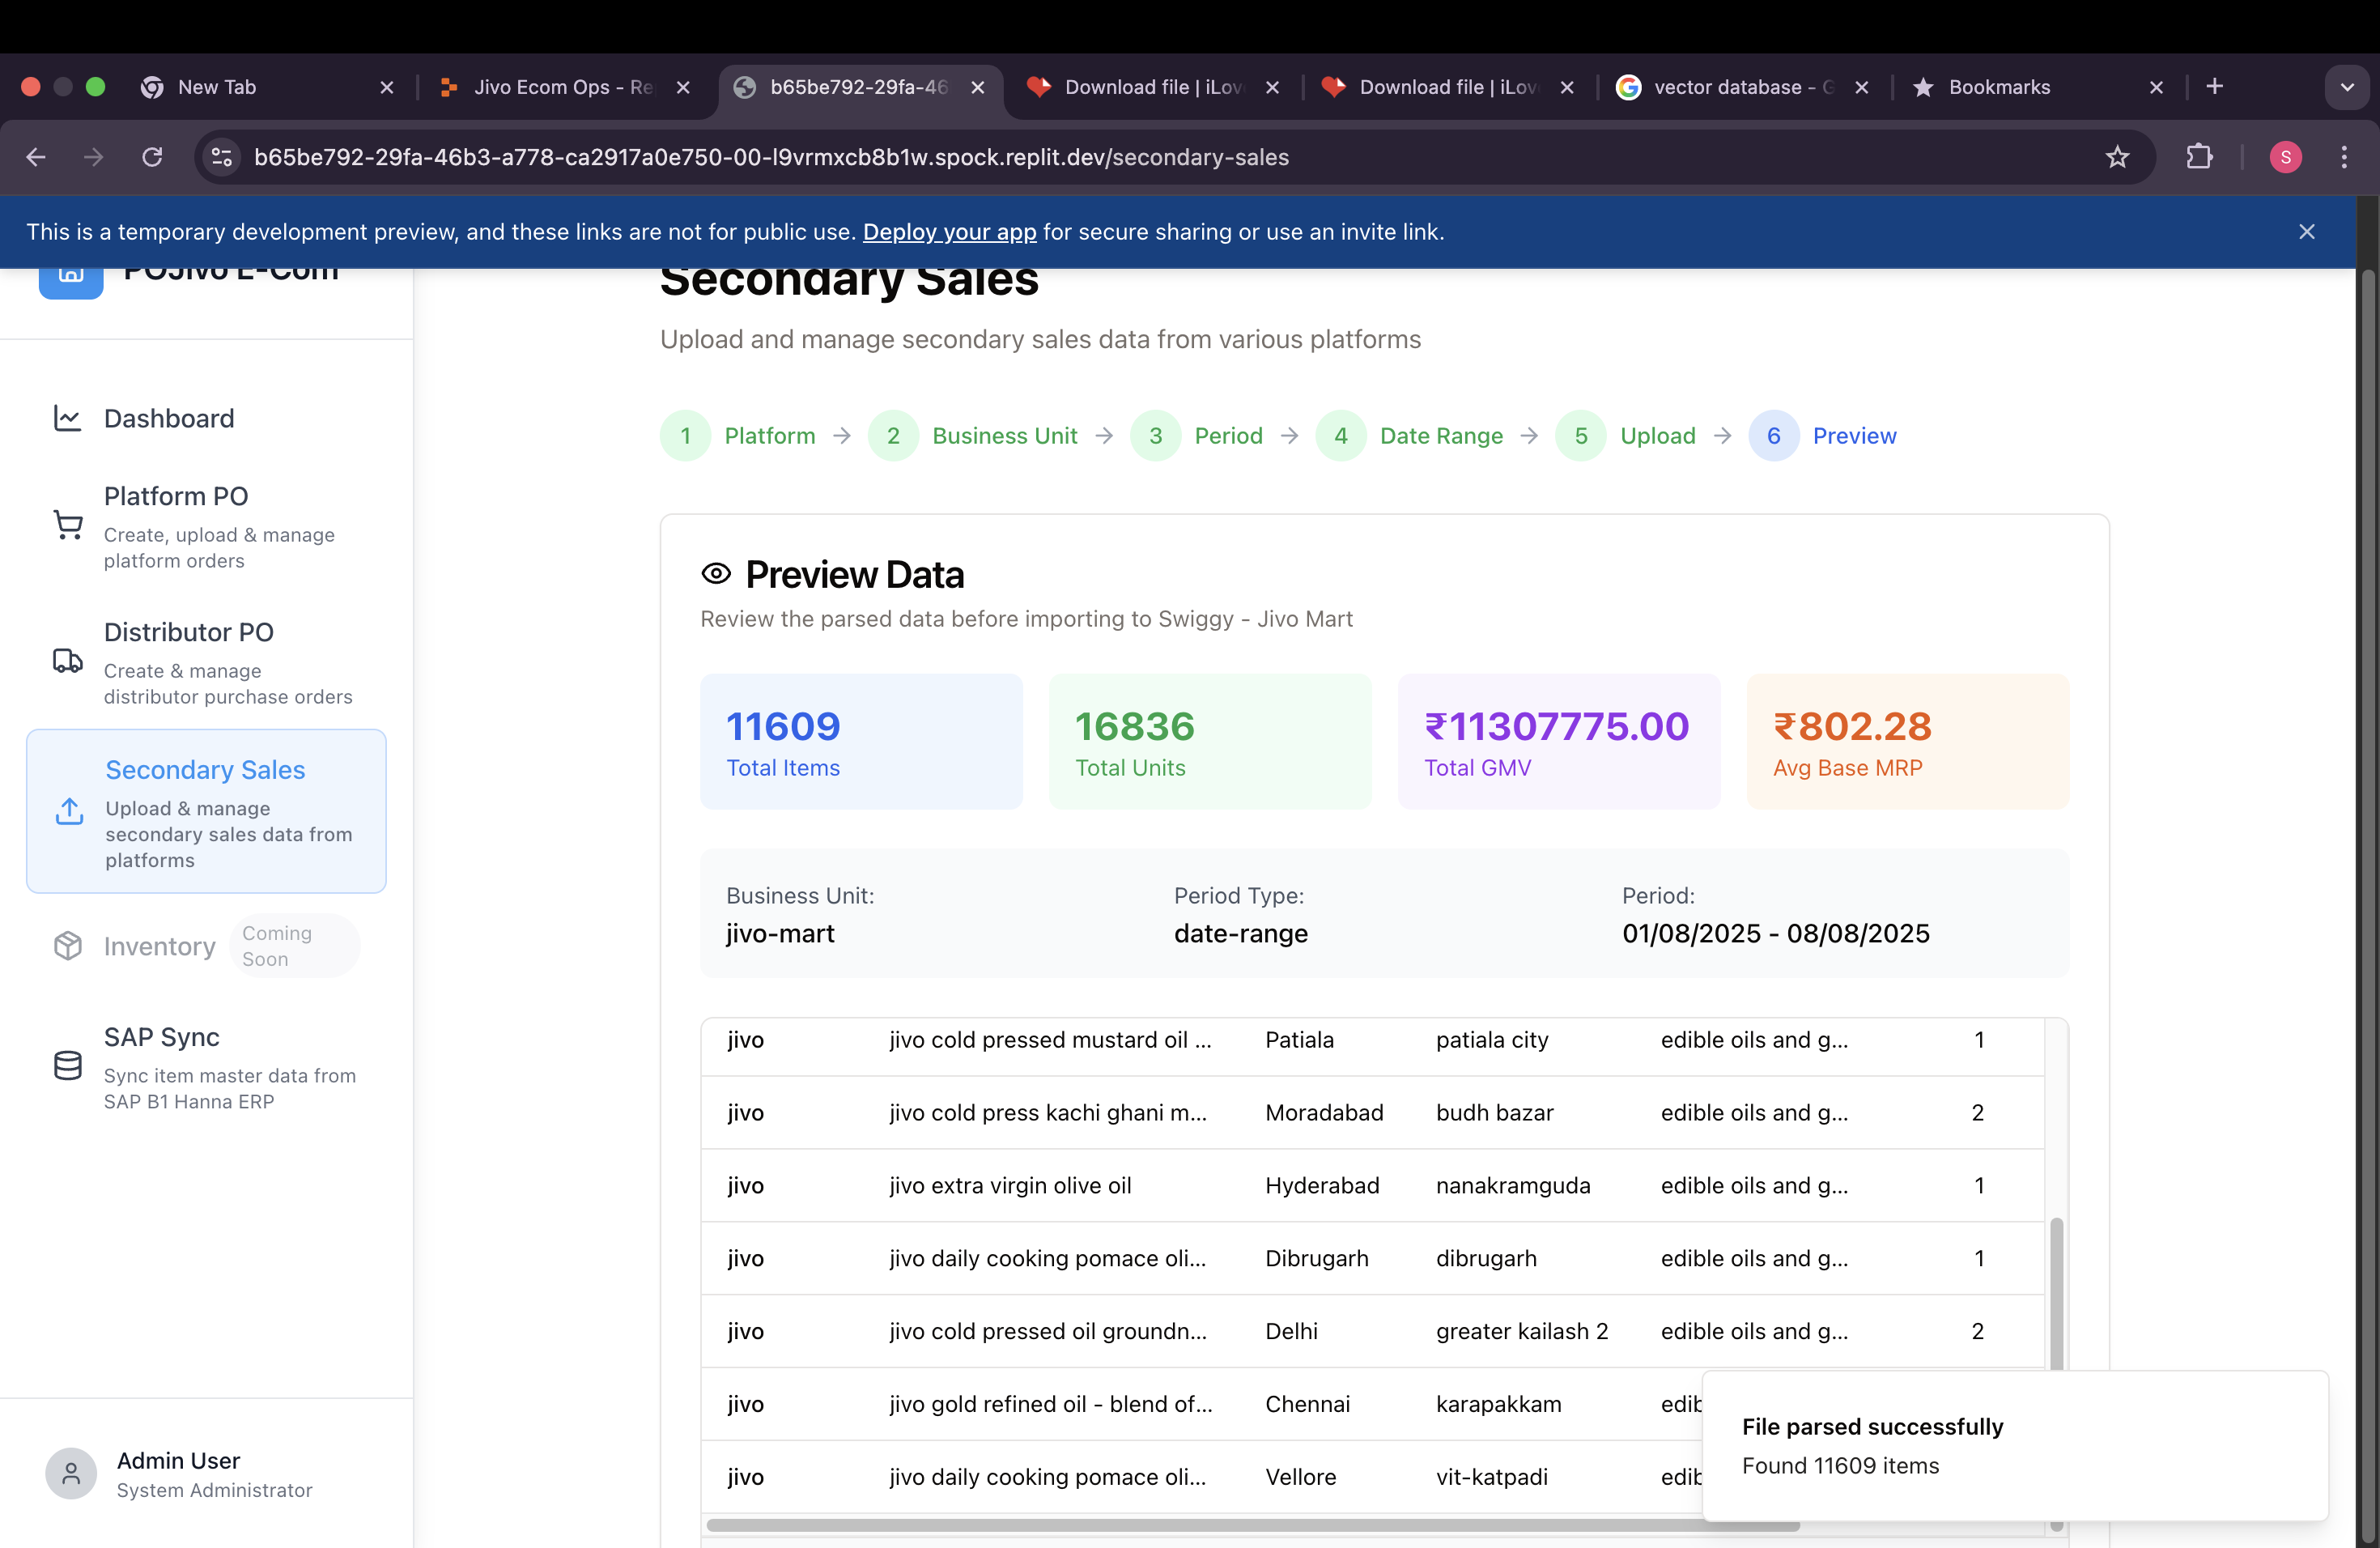 New Tab
Jivo Ecom Ops - Re
b65be792-29fa-46
Download file | iLov
Download file | iLov
vector database - G
Bookmarks
b65be792-29fa-46b3-a778-ca2917a0e750-00-l9vrmxcb8b1w.spock.replit.dev/secondary-sales
S
This is a temporary development preview, and these links are not for public use. Deploy your app for secure sharing or use an invite link.
POJivo E-Com
Dashboard
Platform PO
Create, upload & manage
platform orders
Distributor PO
Create & manage
distributor purchase orders
Secondary Sales
Upload & manage
secondary sales data from
platforms
Inventory
Coming
Soon
SAP Sync
Sync item master data from
SAP B1 Hanna ERP
Admin User
System Administrator
Secondary Sales
Upload and manage secondary sales data from various platforms
1 Platform 2 Business Unit 3 Period 4 Date Range 5 Upload 6 Preview
Preview Data
Review the parsed data before importing to Swiggy - Jivo Mart
11609
Total Items
16836
Total Units
₹11307775.00
Total GMV
₹802.28
Avg Base MRP
Business Unit:
jivo-mart
Period Type:
date-range
Period:
01/08/2025 - 08/08/2025
jivo jivo cold pressed mustard oil ... Patiala patiala city edible oils and g... 1
jivo jivo cold press kachi ghani m... Moradabad budh bazar edible oils and g... 2
jivo jivo extra virgin olive oil Hyderabad nanakramguda edible oils and g... 1
jivo jivo daily cooking pomace oli... Dibrugarh dibrugarh edible oils and g... 1
jivo jivo cold pressed oil groundn... Delhi greater kailash 2 edible oils and g... 2
jivo jivo gold refined oil - blend of... Chennai karapakkam edib
jivo jivo daily cooking pomace oli... Vellore vit-katpadi edib
File parsed successfully
Found 11609 items